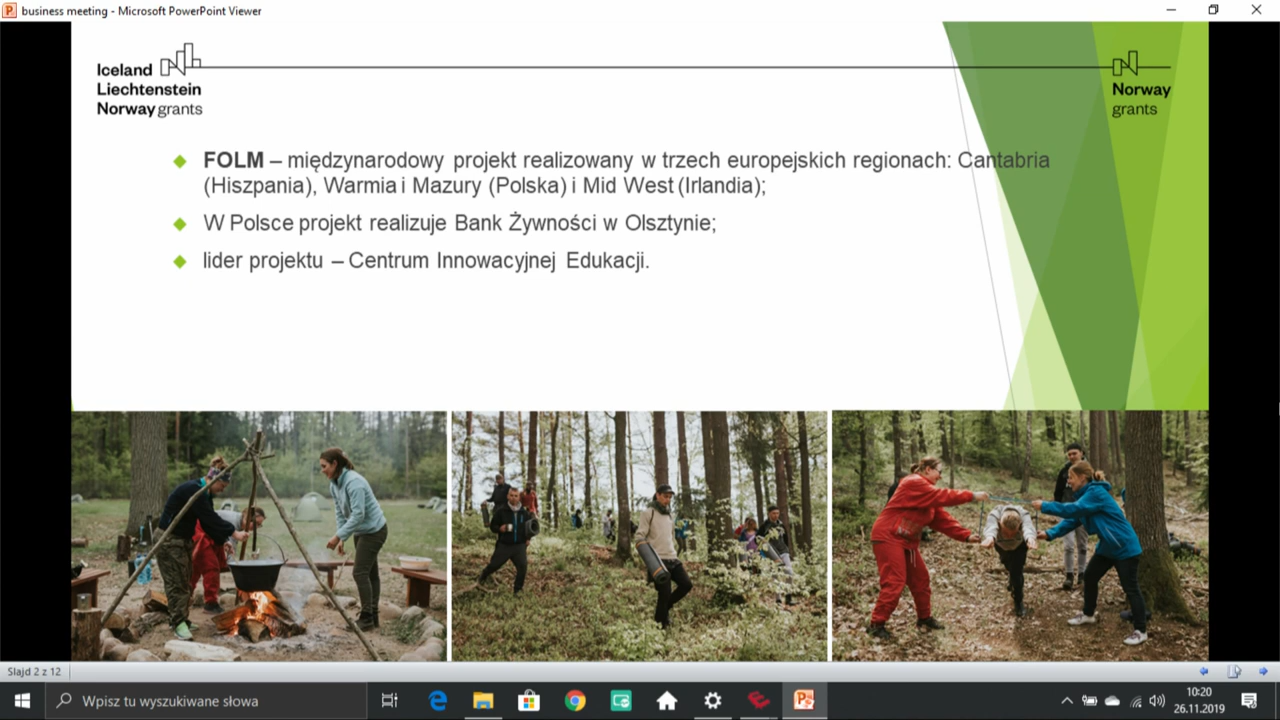 business meeting - Microsoft PowerPoint Viewer
Iceland
Liechtenstein
Norway grants
Norway
grants
FOLM – międzynarodowy projekt realizowany w trzech europejskich regionach: Cantabria
(Hiszpania), Warmia i Mazury (Polska) i Mid West (Irlandia);
W Polsce projekt realizuje Bank Żywności w Olsztynie;
lider projektu – Centrum Innowacyjnej Edukacji.
Slajd 2 z 12
Wpisz tu wyszukiwane słowa
10:20
26.11.2019